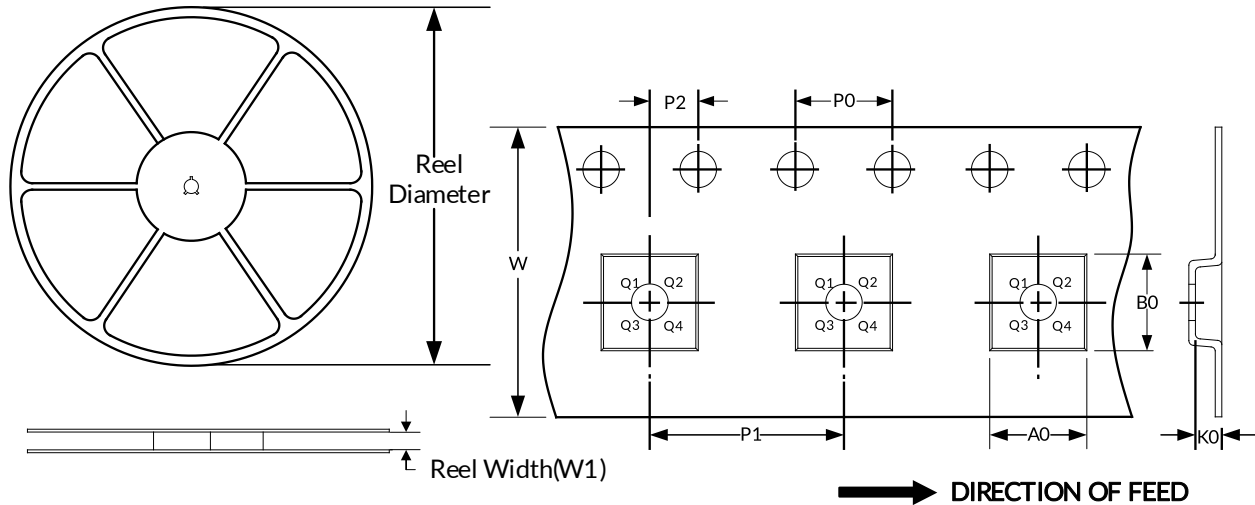 P2
P0
Reel
Diameter
W
Q1 Q2
Q3 Q4
Q1 Q2
Q3 Q4
Q1 Q2
Q3 Q4
B0
P1
A0
K0
Reel Width(W1)
DIRECTION OF FEED